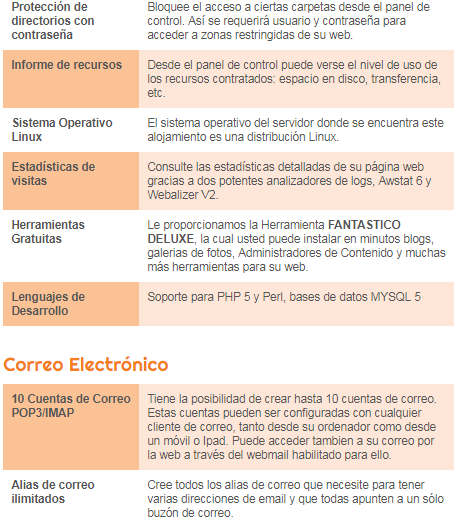 Protección de directorios con contraseña
Bloquee el acceso a ciertas carpetas desde el panel de
control. Así se requerirá usuario y contraseña para
acceder a zonas restringidas de su web.
Informe de recursos
Desde el panel de control puede verse el nivel de uso de
los recursos contratados: espacio en disco, transferencia,
etc.
Sistema Operativo
Linux
El sistema operativo del servidor donde se encuentra este
alojamiento es una distribución Linux.
Estadísticas de
visitas
Consulte las estadísticas detalladas de su página web
gracias a dos potentes analizadores de logs, Awstat 6 y
Webalizer V2.
Herramientas
Gratuitas
Le proporcionamos la Herramienta FANTASTICO
DELUXE, la cual usted puede instalar en minutos blogs,
galerias de fotos, Administradores de Contenido y muchas
más herramientas para su web.
Lenguajes de
Desarrollo
Soporte para PHP 5 y Perl, bases de datos MYSQL 5
Correo Electrónico
10 Cuentas de Correo
POP3/IMAP
Tiene la posibilidad de crear hasta 10 cuentas de correo.
Estas cuentas pueden ser configuradas con cualquier
cliente de correo, tanto desde su ordenador como desde
un móvil o Ipad. Puede acceder tambien a su correo por
la web a través del webmail habilitado para ello.
Alias de correo
ilimitados
Cree todos los alias de correo que necesite para tener
varias direcciones de email y que todas apunten a un sólo
buzón de correo.